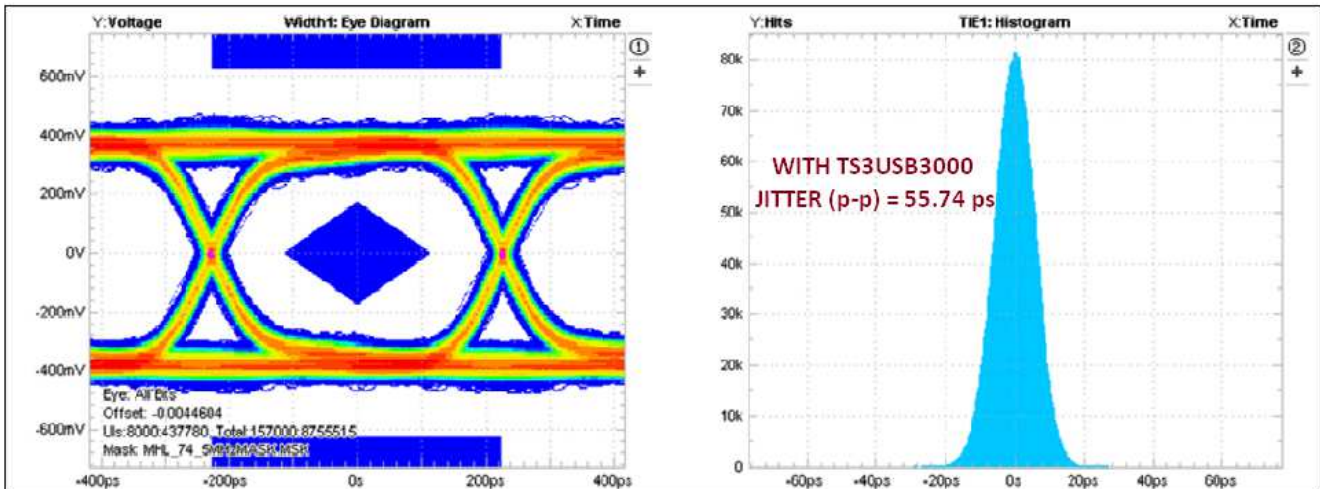 Y:Voltage Width1: Eye Diagram X:Time
①
+
600mV
400mV
200mV
0V
-200mV
-400mV
-600mV
Eye: All Bits
Offset: -0.0044604
UIs:8000:437780, Total:157000:8755515
Mask: MHL_74_5MHzMASK.MSK
-400ps -200ps 0s 200ps 400ps
Y:Hits TIE1: Histogram X:Time
②
+
80k
70k
60k
50k
40k
30k
20k
10k
0
WITH TS3USB3000
JITTER (p-p) = 55.74 ps
-60ps -40ps -20ps 0s 20ps 40ps 60ps